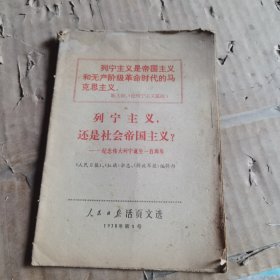 列宁主义是帝国主义
和无产阶级革命时代的马
克思主义。
列宁主义，
还是社会帝国主义？
——纪念伟大列宁诞生一百周年
《人民日报》、《红旗》杂志、《解放军报》编辑部
人民日报活页文选
1970年第5号